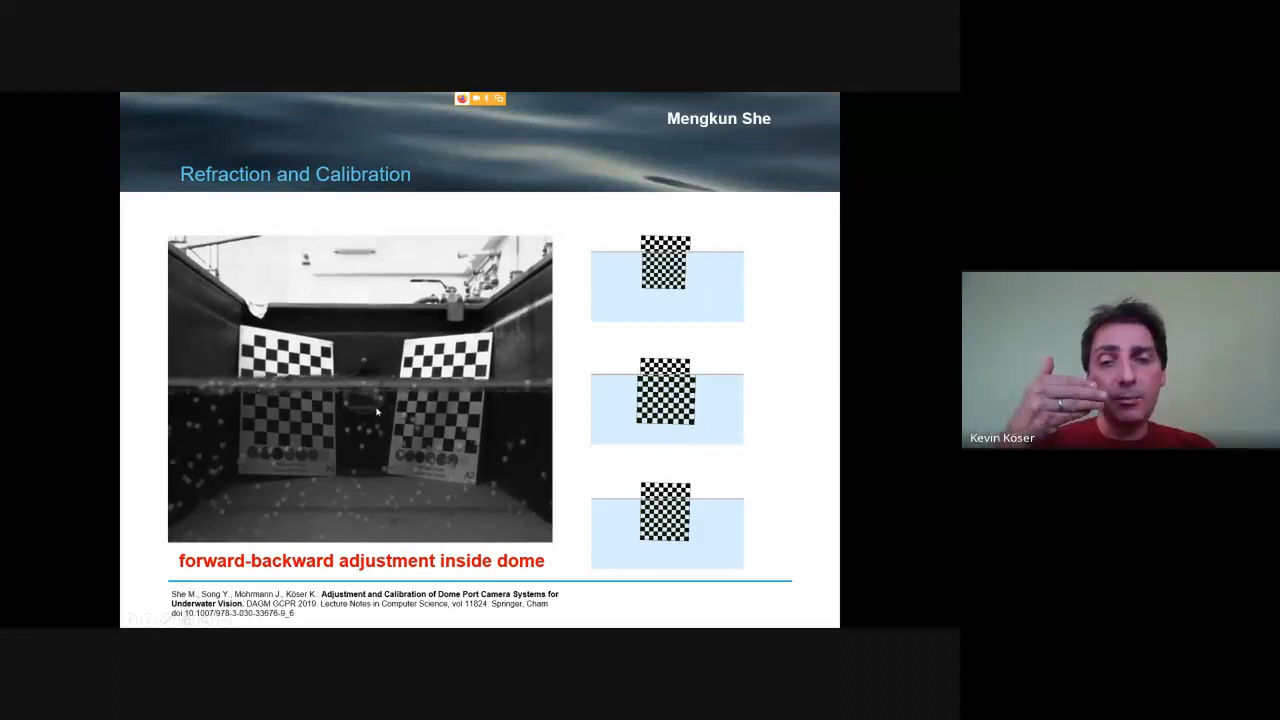 Mengkun She
Refraction and Calibration
A2
forward-backward adjustment inside dome
She M., Song Y., Mohrmann J., Köser K.: Adjustment and Calibration of Dome Port Camera Systems for
Underwater Vision. DAGM GCPR 2019. Lecture Notes in Computer Science, vol 11824. Springer, Cham
doi 10.1007/978-3-030-33676-9_6
Kevin Köser